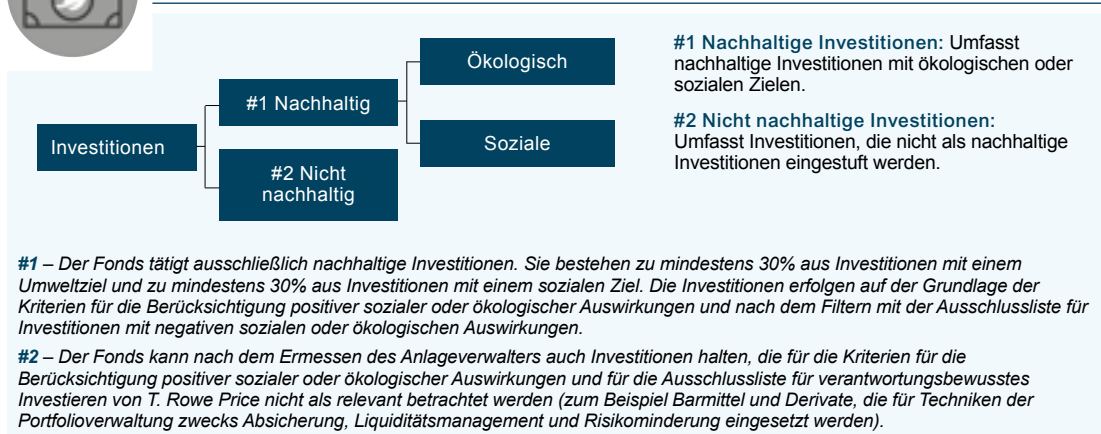 Investitionen
#1 Nachhaltig
#2 Nicht
nachhaltig
Ökologisch
Soziale
#1 Nachhaltige Investitionen: Umfasst
nachhaltige Investitionen mit ökologischen oder
sozialen Zielen.
#2 Nicht nachhaltige Investitionen:
Umfasst Investitionen, die nicht als nachhaltige
Investitionen eingestuft werden.
#1 – Der Fonds tätigt ausschließlich nachhaltige Investitionen. Sie bestehen zu mindestens 30% aus Investitionen mit einem
Umweltziel und zu mindestens 30% aus Investitionen mit einem sozialen Ziel. Die Investitionen erfolgen auf der Grundlage der
Kriterien für die Berücksichtigung positiver sozialer oder ökologischer Auswirkungen und nach dem Filtern mit der Ausschlussliste für
Investitionen mit negativen sozialen oder ökologischen Auswirkungen.
#2 – Der Fonds kann nach dem Ermessen des Anlageverwalters auch Investitionen halten, die für die Kriterien für die
Berücksichtigung positiver sozialer oder ökologischer Auswirkungen und für die Ausschlussliste für verantwortungsbewusstes
Investieren von T. Rowe Price nicht als relevant betrachtet werden (zum Beispiel Barmittel und Derivate, die für Techniken der
Portfolioverwaltung zwecks Absicherung, Liquiditätsmanagement und Risikominderung eingesetzt werden).